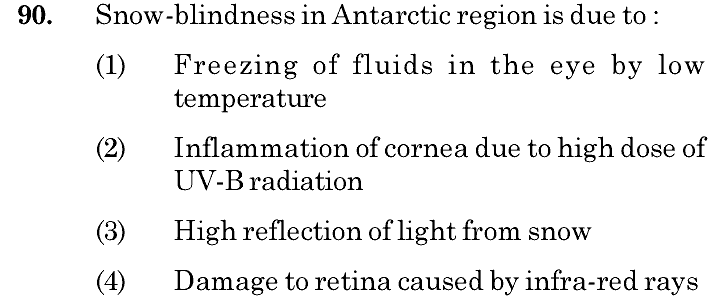 90. Snow-blindness in Antarctic region is due to :
(1) Freezing of fluids in the eye by low
temperature
(2) Inflammation of cornea due to high dose of
UV-B radiation
(3) High reflection of light from snow
(4) Damage to retina caused by infra-red rays